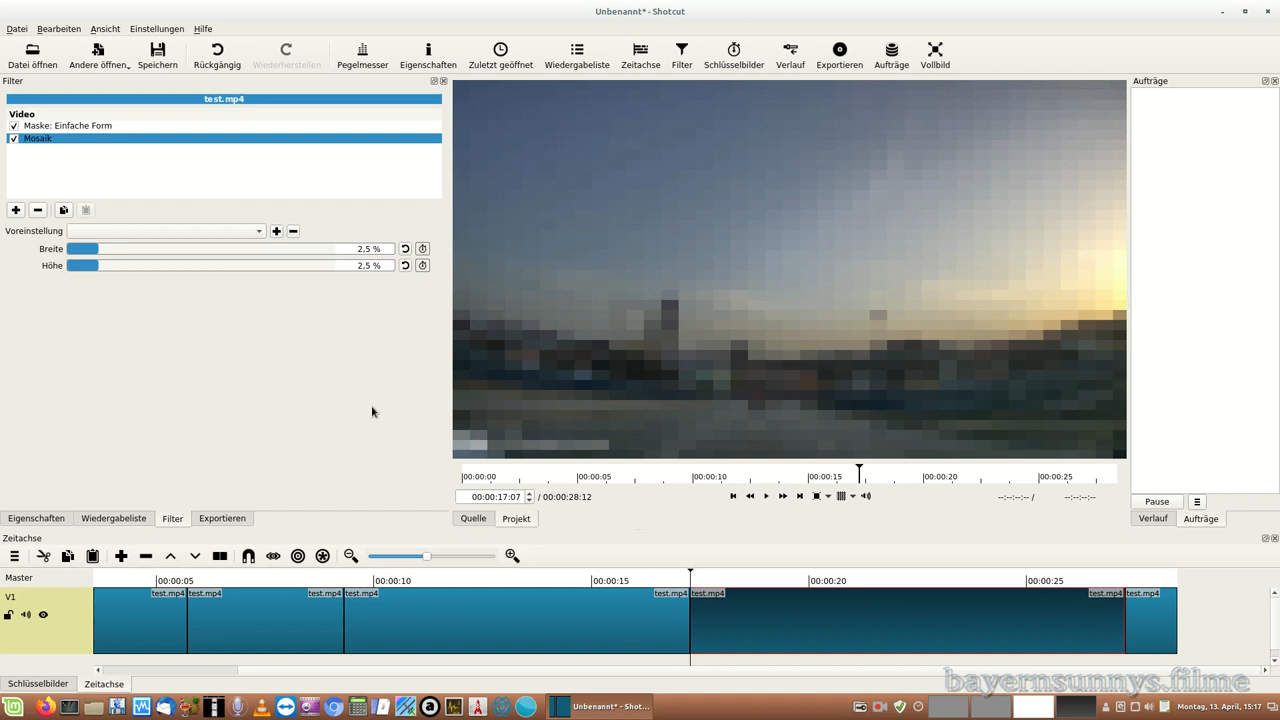 Unbenannt* - Shotcut
Datei Bearbeiten Ansicht Einstellungen Hilfe
Datei öffnen Andere öffnen Speichern Rückgängig Wiederherstellen Pegelmesser Eigenschaften Zuletzt geöffnet Wiedergabeliste Zeitachse Filter Schlüsselbilder Verlauf Exportieren Aufträge Vollbild
Filter
Aufträge
test.mp4
Video
Maske: Einfache Form
Mosaik
Voreinstellung
Breite 2,5 %
Höhe 2,5 %
00:00:00 00:00:05 00:00:10 00:00:15 00:00:20 00:00:25
00:00:17:07 / 00:00:28:12 --:--:--:-- / --:--:--:--
Pause
Eigenschaften Wiedergabeliste Filter Exportieren Quelle Projekt Verlauf Aufträge
Zeitachse
Master 00:00:05 00:00:10 00:00:15 00:00:20 00:00:25
V1 test.mp4 test.mp4 test.mp4 test.mp4 test.mp4 test.mp4 test.mp4 test.mp4
Schlüsselbilder Zeitachse
bayernsunnys.filme
Unbenannt* - Shot...
Montag, 13. April, 15:17